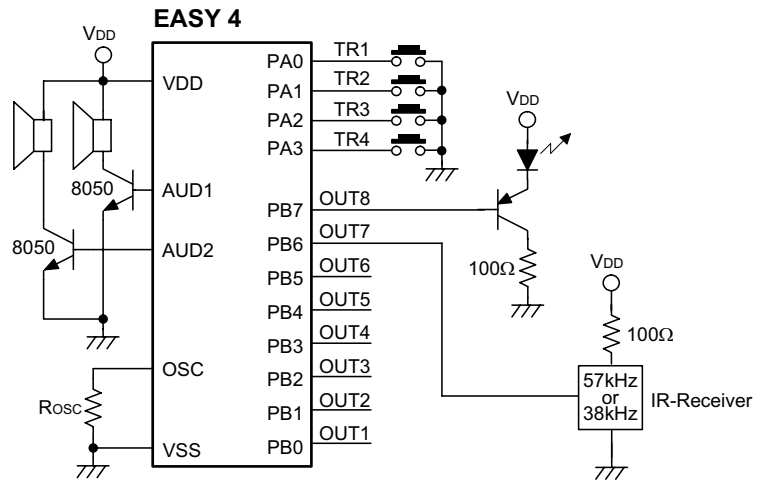 EASY 4
VDD
VDD
8050
8050
AUD1
AUD2
OSC
ROSC
VSS
PA0
PA1
PA2
PA3
PB7
PB6
PB5
PB4
PB3
PB2
PB1
PB0
TR1
TR2
TR3
TR4
OUT8
OUT7
OUT6
OUT5
OUT4
OUT3
OUT2
OUT1
VDD
100Ω
VDD
100Ω
57kHz
or
38kHz
IR-Receiver